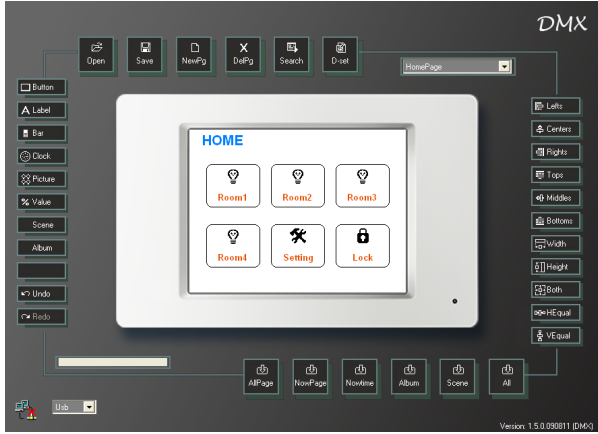 DMX
Open Save NewPg DelPg Search D-set
HomePage
Button
A Label
Bar
Clock
Picture
% Value
Scene
Album
Undo
Redo
HOME
Room1 Room2 Room3
Room4 Setting Lock
Lefts
Centers
Rights
Tops
Middles
Bottoms
Width
Height
Both
HEqual
VEqual
AllPage NowPage Nowtime Album Scene All
Usb
Version: 1.5.0.090811 (DMX)